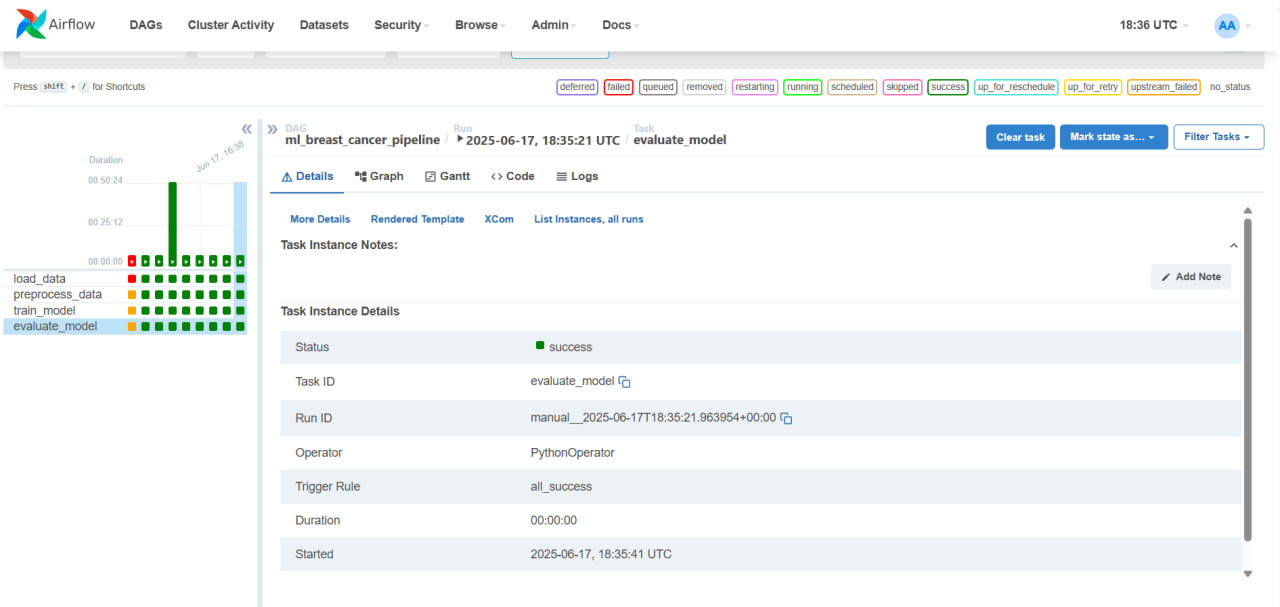 Airflow DAGs Cluster Activity Datasets Security Browse Admin Docs 18:36 UTC AA
Press shift + / for Shortcuts deferred failed queued removed restarting running scheduled skipped success up_for_reschedule up_for_retry upstream_failed no_status
DAG Run Task
ml_breast_cancer_pipeline / 2025-06-17, 18:35:21 UTC / evaluate_model Clear task Mark state as... Filter Tasks
Jun 17, 16:38
Duration
00:50:24
00:25:12
00:00:00
load_data
preprocess_data
train_model
evaluate_model
Details Graph Gantt <> Code Logs
More Details Rendered Template XCom List Instances, all runs
Task Instance Notes:
Add Note
Task Instance Details
Status success
Task ID evaluate_model
Run ID manual__2025-06-17T18:35:21.963954+00:00
Operator PythonOperator
Trigger Rule all_success
Duration 00:00:00
Started 2025-06-17, 18:35:41 UTC